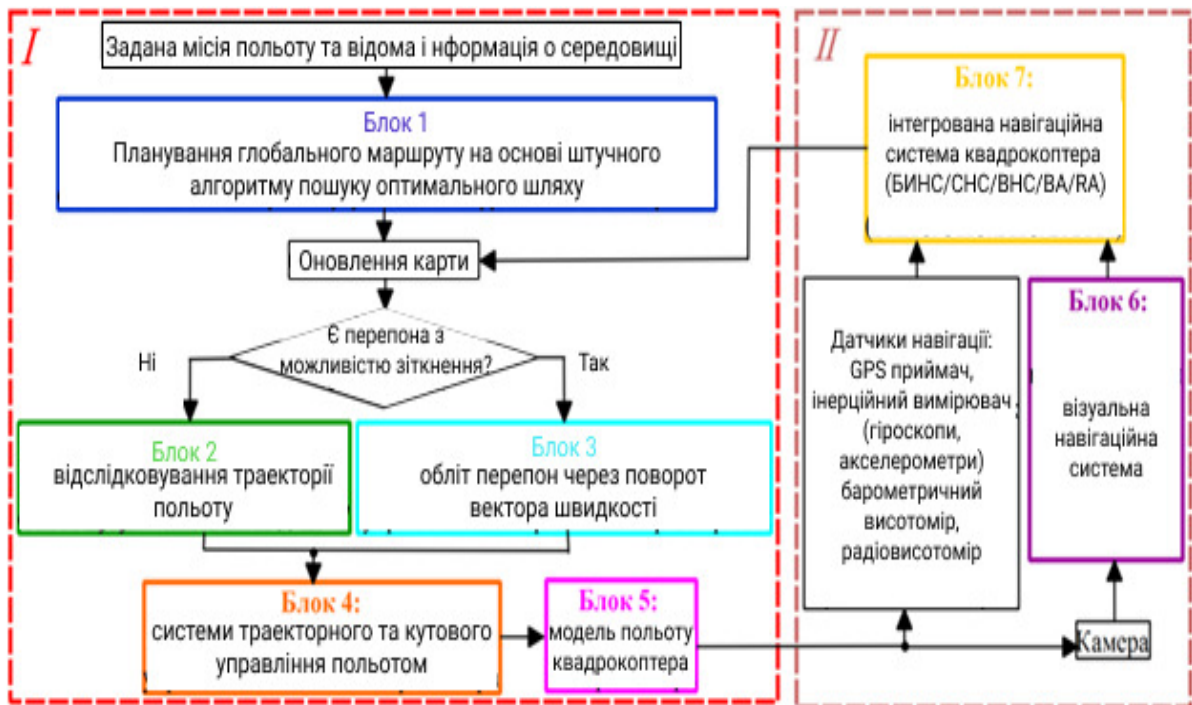 I
Задана місія польоту та відома і нформація о середовищі
Блок 1
Планування глобального маршруту на основі штучного
алгоритму пошуку оптимального шляху
Оновлення карти
Є перепона з
можливістю зіткнення?
Ні
Так
Блок 2
відслідковування траекторії
польоту
Блок 3
обліт перепон через поворот
вектора швидкості
Блок 4:
системи траекторного та кутового
управління польотом
Блок 5:
модель польоту
квадрокоптера
II
Блок 7:
інтегрована навігаційна
система квадрокоптера
(БИНС/СНС/ВНС/ВА/RA)
Датчики навігації:
GPS приймач,
інерційний вимірювач
(гіроскопи,
акселерометри)
барометричний
висотомір,
радіовисотомір
Блок 6:
візуальна
навігаційна
система
Камера